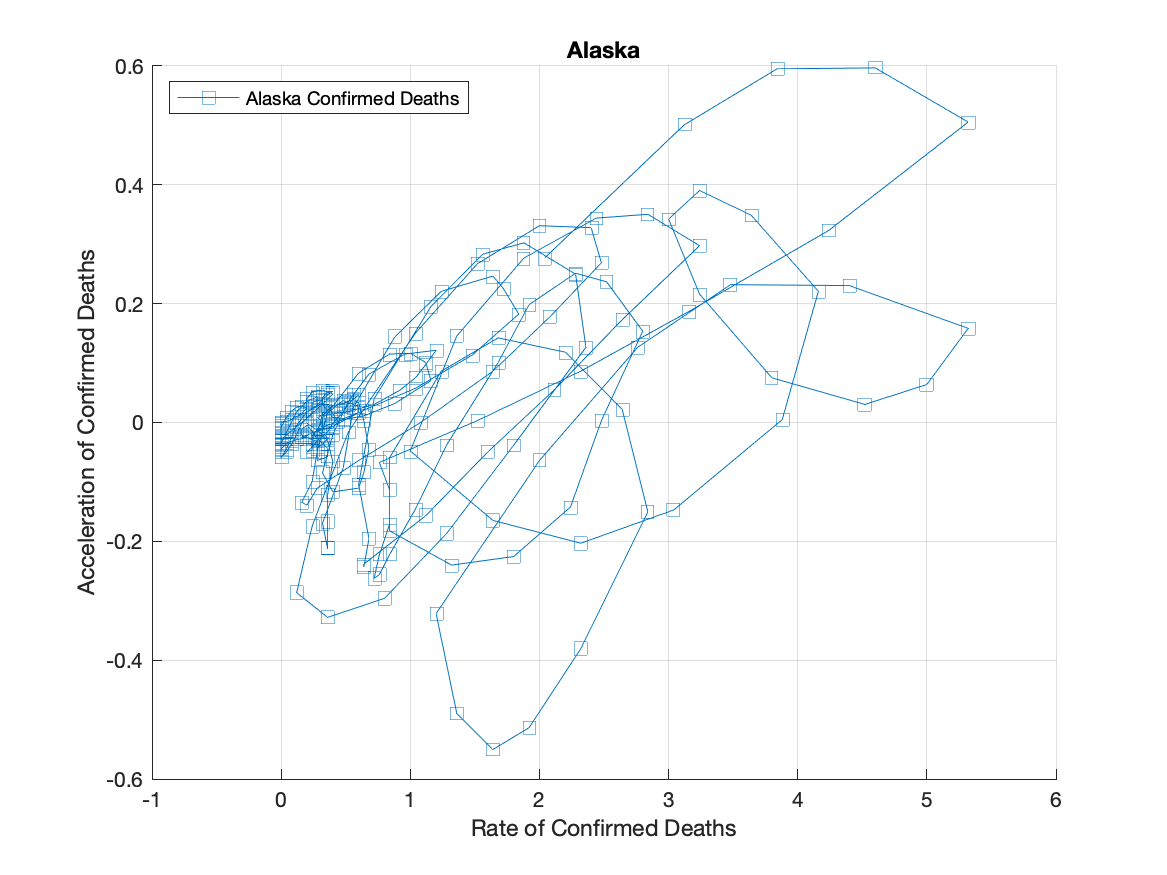 Alaska
Alaska Confirmed Deaths
0.6
0.4
0.2
0
-0.2
-0.4
-0.6
Acceleration of Confirmed Deaths
-1 0 1 2 3 4 5 6
Rate of Confirmed Deaths